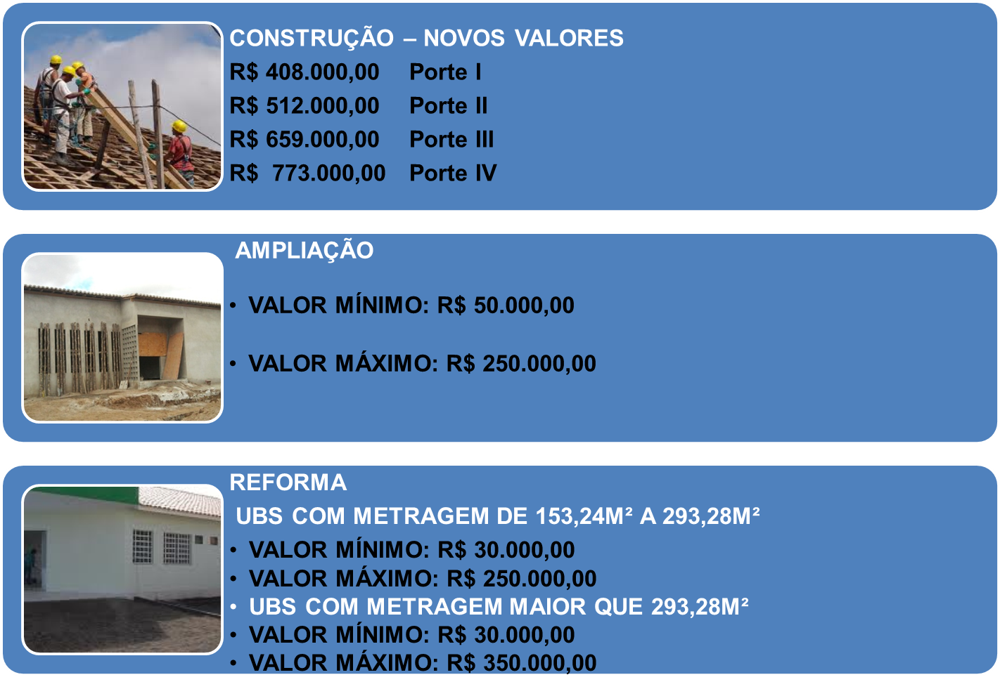 CONSTRUÇÃO – NOVOS VALORES
R$ 408.000,00 Porte I
R$ 512.000,00 Porte II
R$ 659.000,00 Porte III
R$ 773.000,00 Porte IV
AMPLIAÇÃO
• VALOR MÍNIMO: R$ 50.000,00
• VALOR MÁXIMO: R$ 250.000,00
REFORMA
UBS COM METRAGEM DE 153,24M² A 293,28M²
• VALOR MÍNIMO: R$ 30.000,00
• VALOR MÁXIMO: R$ 250.000,00
• UBS COM METRAGEM MAIOR QUE 293,28M²
• VALOR MÍNIMO: R$ 30.000,00
• VALOR MÁXIMO: R$ 350.000,00